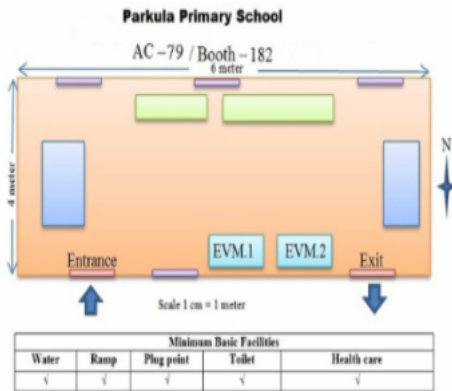 Parkula Primary School
AC –79 / Booth –182
6 meter
4 meter
N
EVM.1
EVM.2
Entrance
Exit
Scale 1 cm = 1 meter
Minimum Basic Facilities
Water Ramp Plug point Toilet Health care
√ √ √ √ √